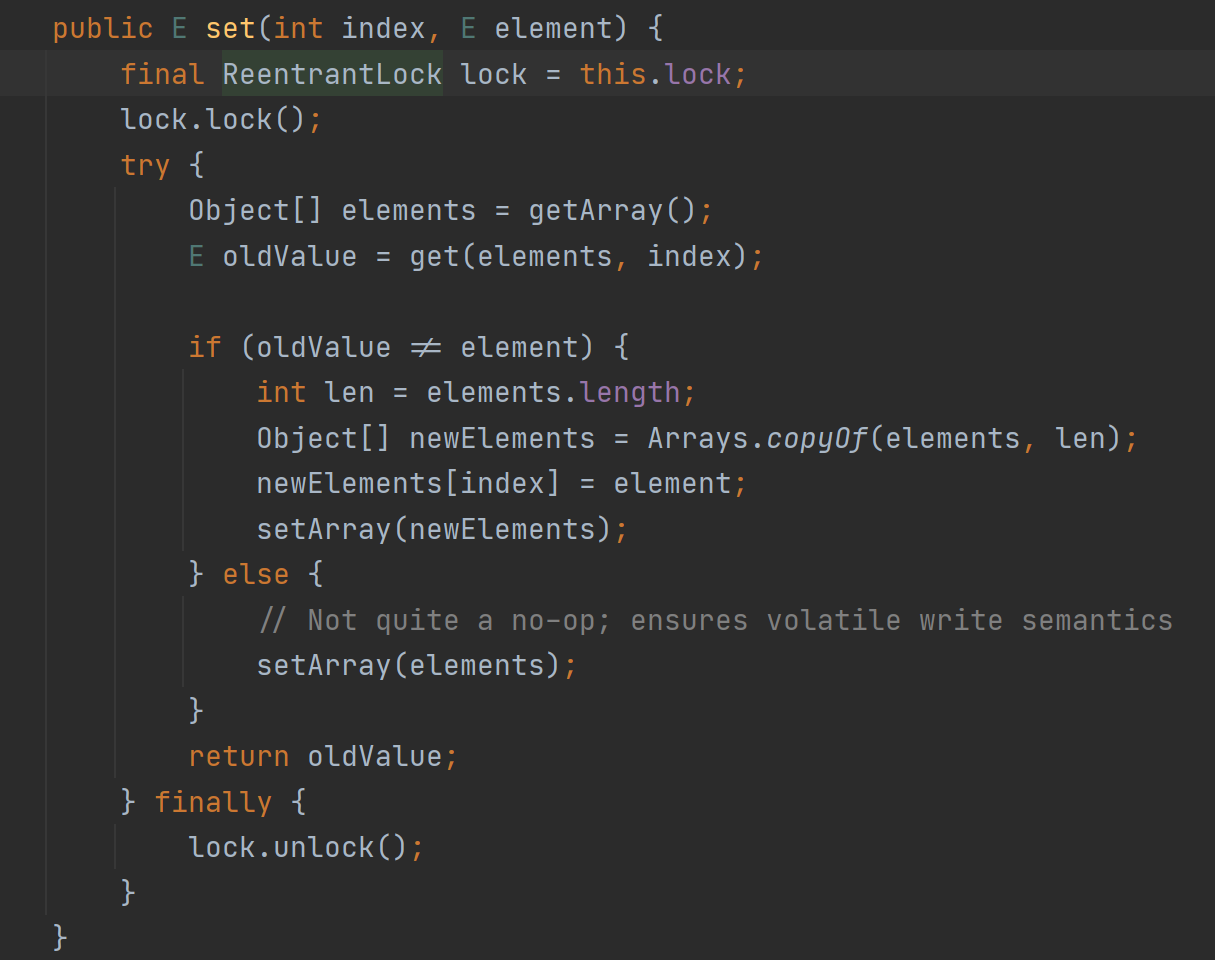 public E set(int index, E element) {
    final ReentrantLock lock = this.lock;
    lock.lock();
    try {
        Object[] elements = getArray();
        E oldValue = get(elements, index);

        if (oldValue != element) {
            int len = elements.length;
            Object[] newElements = Arrays.copyOf(elements, len);
            newElements[index] = element;
            setArray(newElements);
        } else {
            // Not quite a no-op; ensures volatile write semantics
            setArray(elements);
        }
        return oldValue;
    } finally {
        lock.unlock();
    }
}